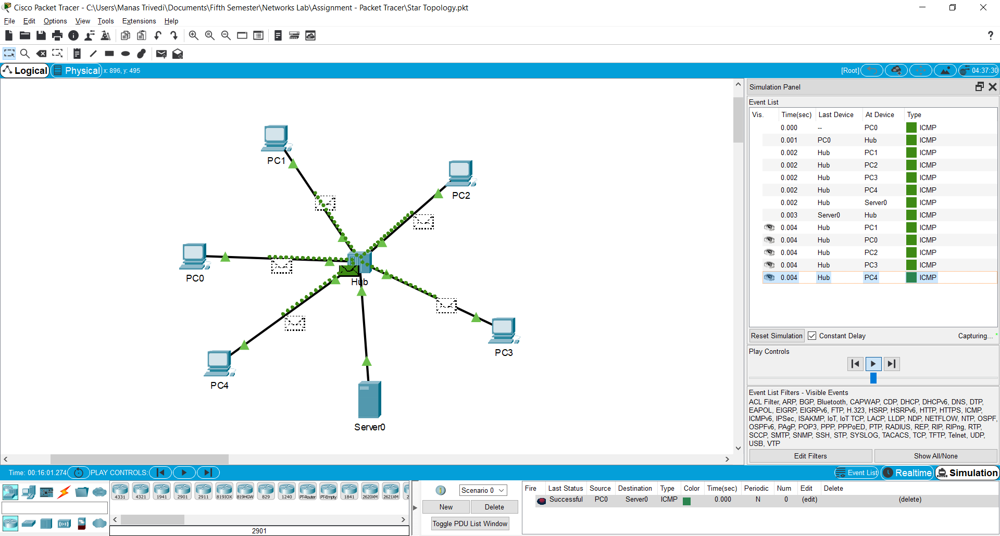 Cisco Packet Tracer - C:\Users\Manas Trivedi\Documents\Fifth Semester\Networks Lab\Assignment - Packet Tracer\Star Topology.pkt
File Edit Options View Tools Extensions Help
?
Logical Physical x: 896, y: 495 [Root] 04:37:30
PC1
PC2
PC0
Hub
PC3
PC4
Server0
Simulation Panel
Event List
Vis. Time(sec) Last Device At Device Type
0.000 -- PC0 ICMP
0.001 PC0 Hub ICMP
0.002 Hub PC1 ICMP
0.002 Hub PC2 ICMP
0.002 Hub PC3 ICMP
0.002 Hub PC4 ICMP
0.002 Hub Server0 ICMP
0.003 Server0 Hub ICMP
0.004 Hub PC1 ICMP
0.004 Hub PC0 ICMP
0.004 Hub PC2 ICMP
0.004 Hub PC3 ICMP
0.004 Hub PC4 ICMP
Reset Simulation Constant Delay Capturing... *
Play Controls
Event List Filters - Visible Events
ACL Filter, ARP, BGP, Bluetooth, CAPWAP, CDP, DHCP, DHCPv6, DNS, DTP,
EAPOL, EIGRP, EIGRPv6, FTP, H.323, HSRP, HSRPv6, HTTP, HTTPS, ICMP,
ICMPv6, IPSec, ISAKMP, IoT, IoT TCP, LACP, LLDP, NDP, NETFLOW, NTP, OSPF,
OSPFv6, PAgP, POP3, PPP, PPPoED, PTP, RADIUS, REP, RIP, RIPng, RTP,
SCCP, SMTP, SNMP, SSH, STP, SYSLOG, TACACS, TCP, TFTP, Telnet, UDP,
USB, VTP
Edit Filters Show All/None
Time: 00:16:01.274 PLAY CONTROLS: Event List Realtime Simulation
4331 4321 1941 2901 2911 819IOX 819HGW 829 1240 PT-Router PT-Empty 1841 2620XM 2621XM 2
2901
Scenario 0
New Delete
Toggle PDU List Window
Fire Last Status Source Destination Type Color Time(sec) Periodic Num Edit Delete
Successful PC0 Server0 ICMP 0.000 N 0 (edit) (delete)